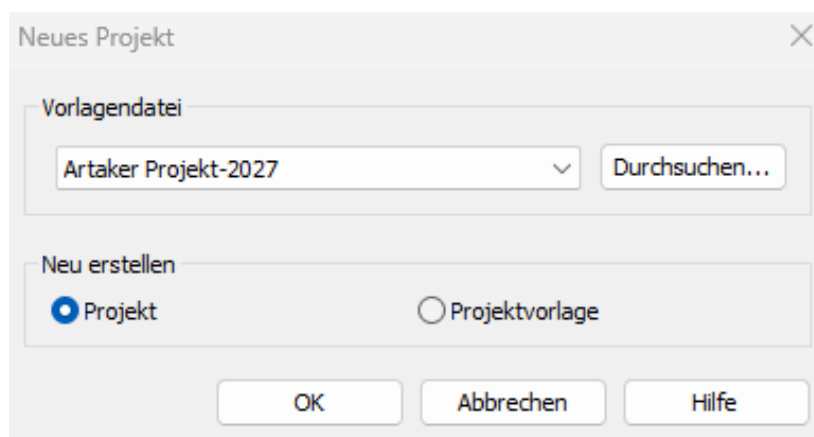 Neues Projekt
Vorlagendatei
Artaker Projekt-2027
Durchsuchen...
Neu erstellen
Projekt
Projektvorlage
OK
Abbrechen
Hilfe